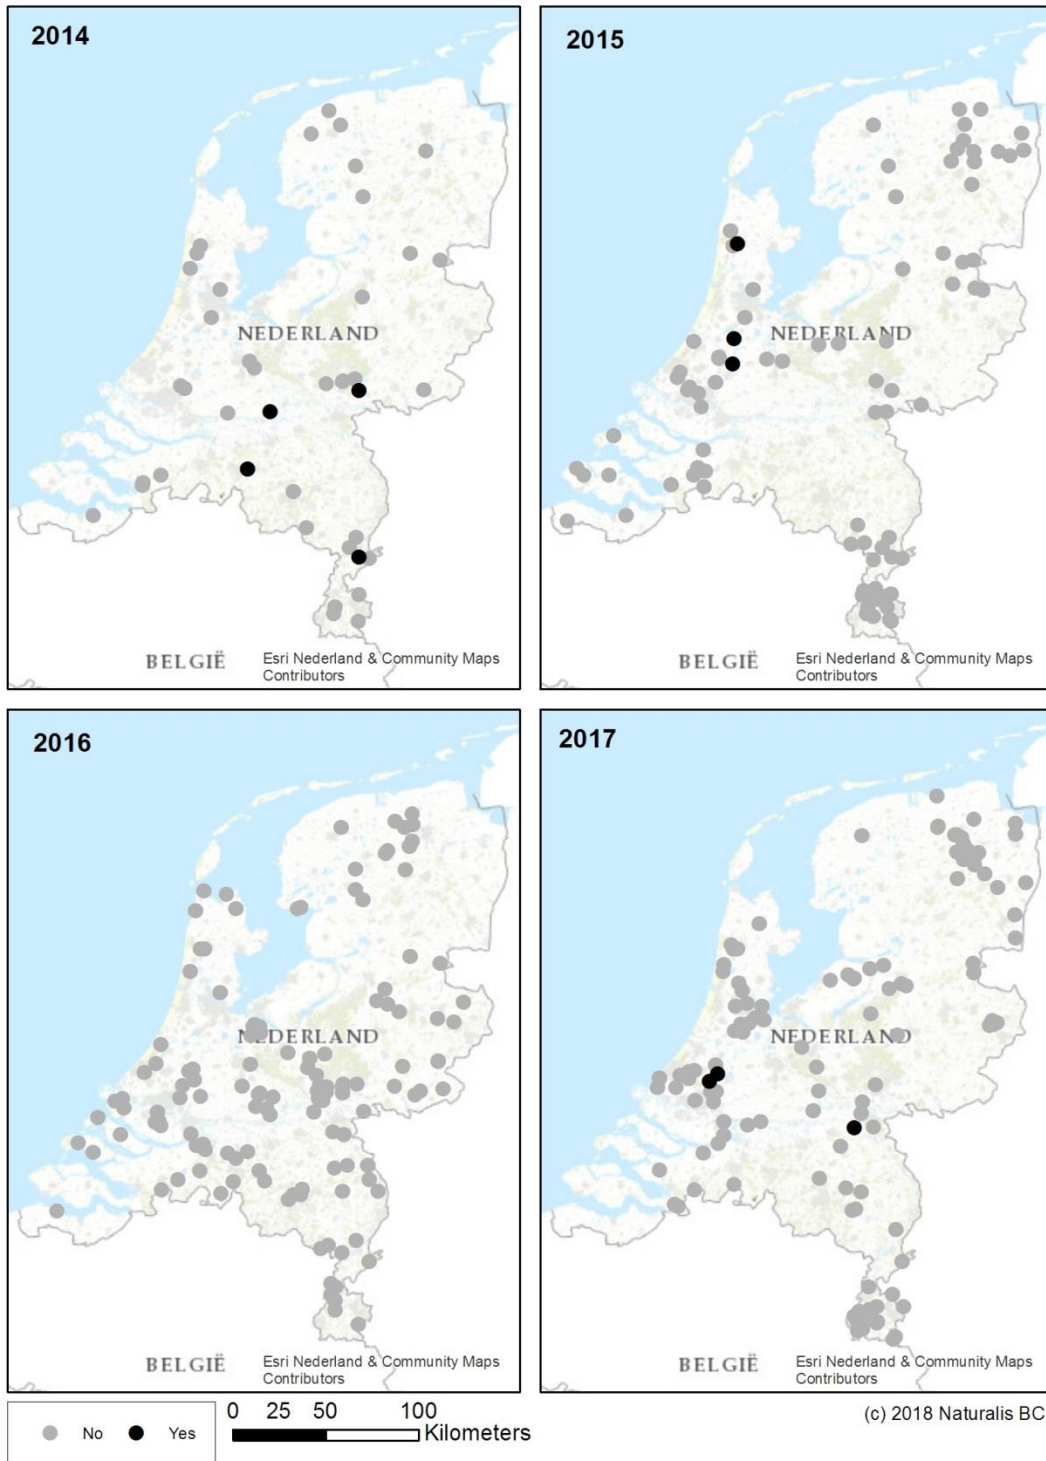 2014
2015
NEDERLAND
NEDERLAND
BELGIË
Esri Nederland & Community Maps
Contributors
BELGIË
Esri Nederland & Community Maps
Contributors
2016
2017
NEDERLAND
NEDERLAND
BELGIË
Esri Nederland & Community Maps
Contributors
BELGIË
Esri Nederland & Community Maps
Contributors
No Yes
0 25 50 100
Kilometers
(c) 2018 Naturalis BC